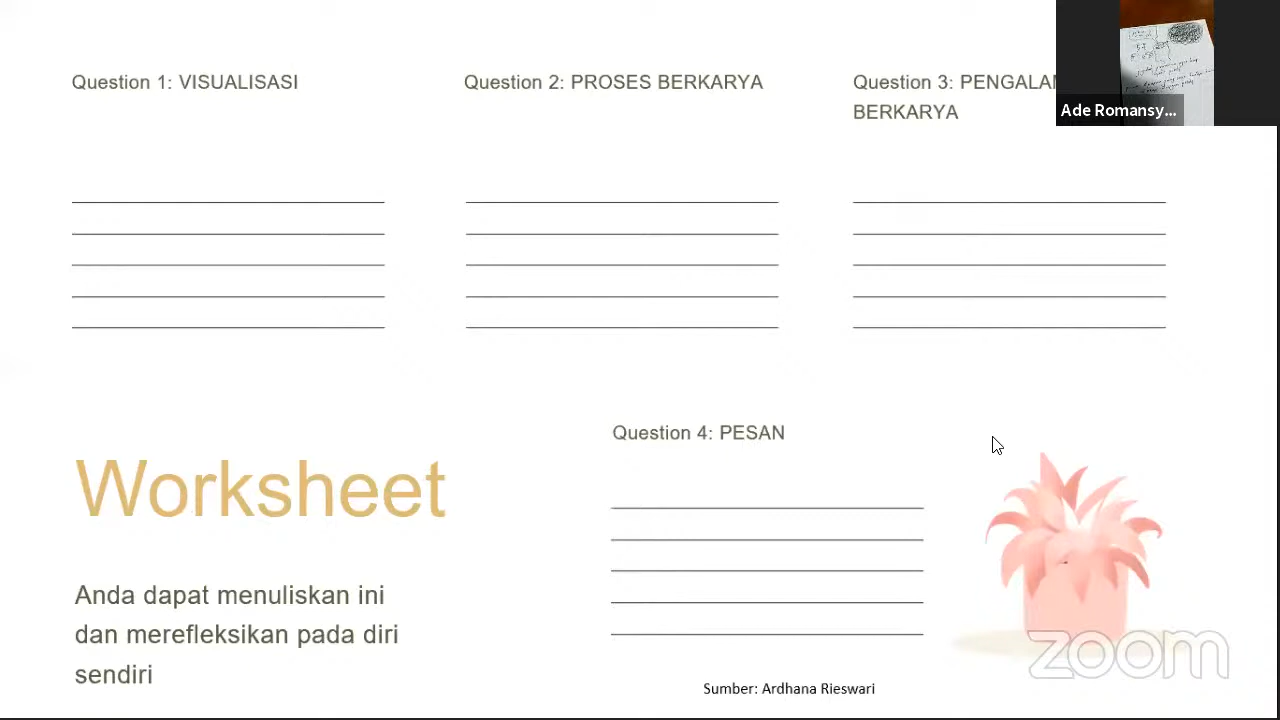 Question 1: VISUALISASI
Question 2: PROSES BERKARYA
Question 3: PENGALAM
BERKARYA
Ade Romansy...
Question 4: PESAN
Worksheet
Anda dapat menuliskan ini
dan merefleksikan pada diri
sendiri
Sumber: Ardhana Rieswari
zoom